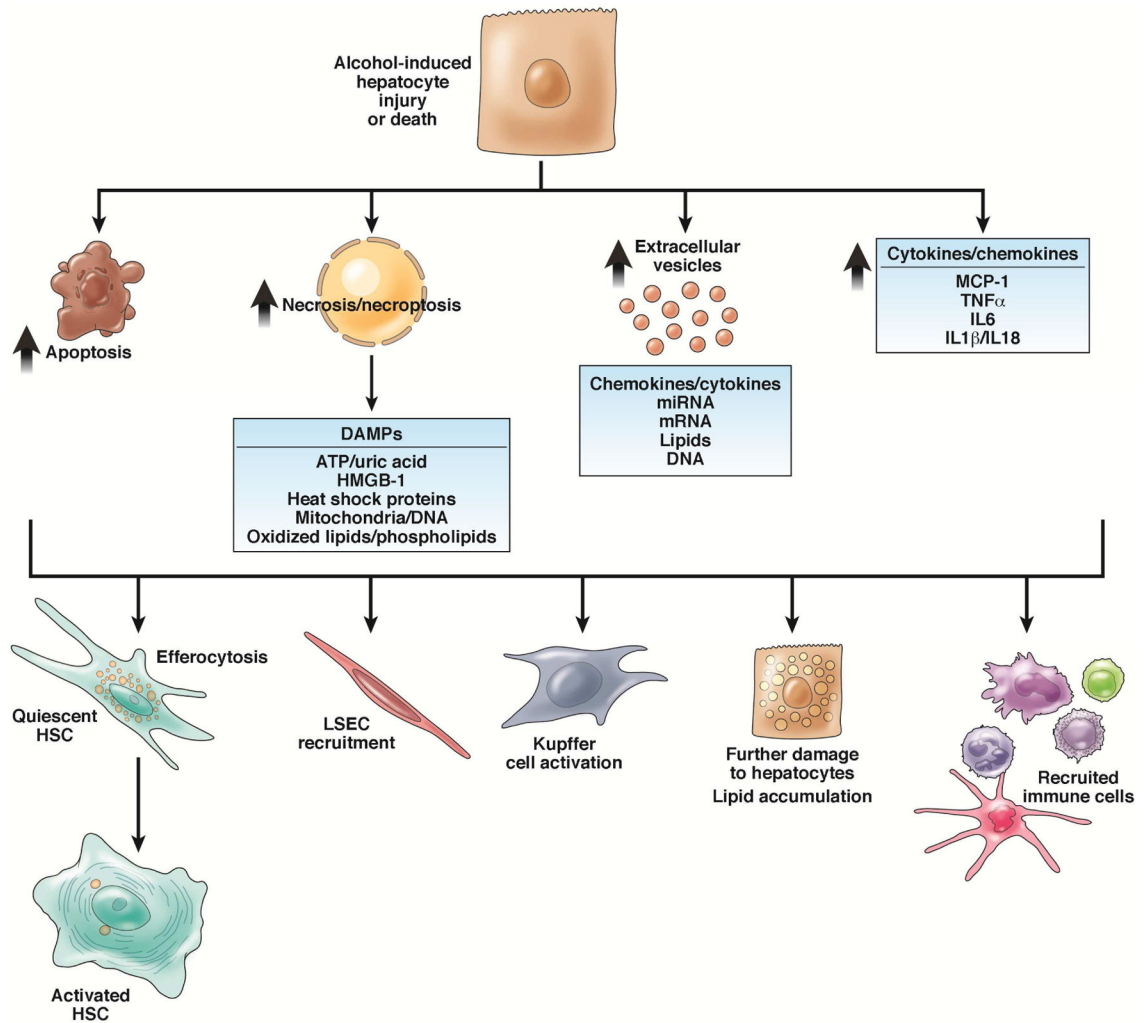 Alcohol-induced
hepatocyte
injury
or death
Apoptosis
Necrosis/necroptosis
Extracellular
vesicles
Cytokines/chemokines
MCP-1
TNFα
IL6
IL1β/IL18
Chemokines/cytokines
miRNA
mRNA
Lipids
DNA
DAMPs
ATP/uric acid
HMGB-1
Heat shock proteins
Mitochondria/DNA
Oxidized lipids/phospholipids
Efferocytosis
Quiescent
HSC
LSEC
recruitment
Kupffer
cell activation
Further damage
to hepatocytes
Lipid accumulation
Recruited
immune cells
Activated
HSC